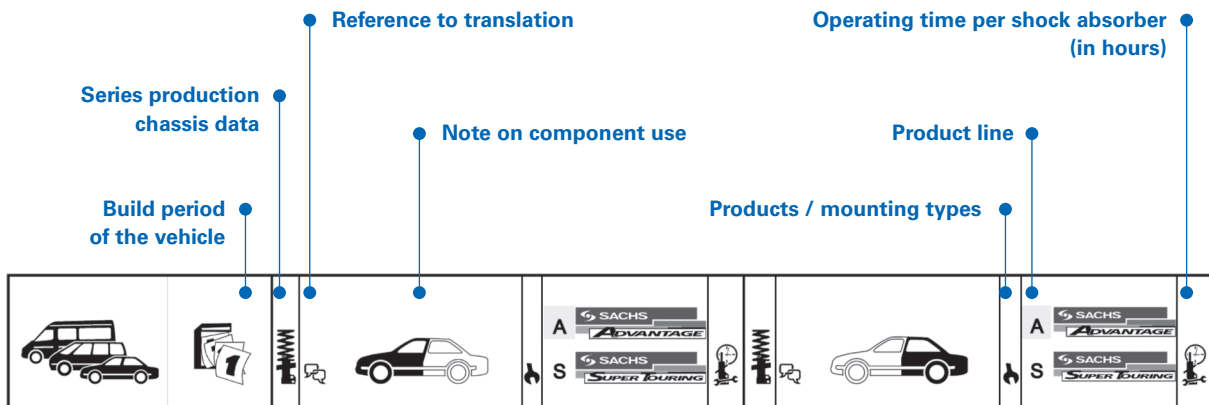 Reference to translation
Operating time per shock absorber
(in hours)
Series production
chassis data
Note on component use
Product line
Build period
of the vehicle
Products / mounting types
1
A
SACHS
ADVANTAGE
S
SACHS
SUPER TOURING
A
SACHS
ADVANTAGE
S
SACHS
SUPER TOURING